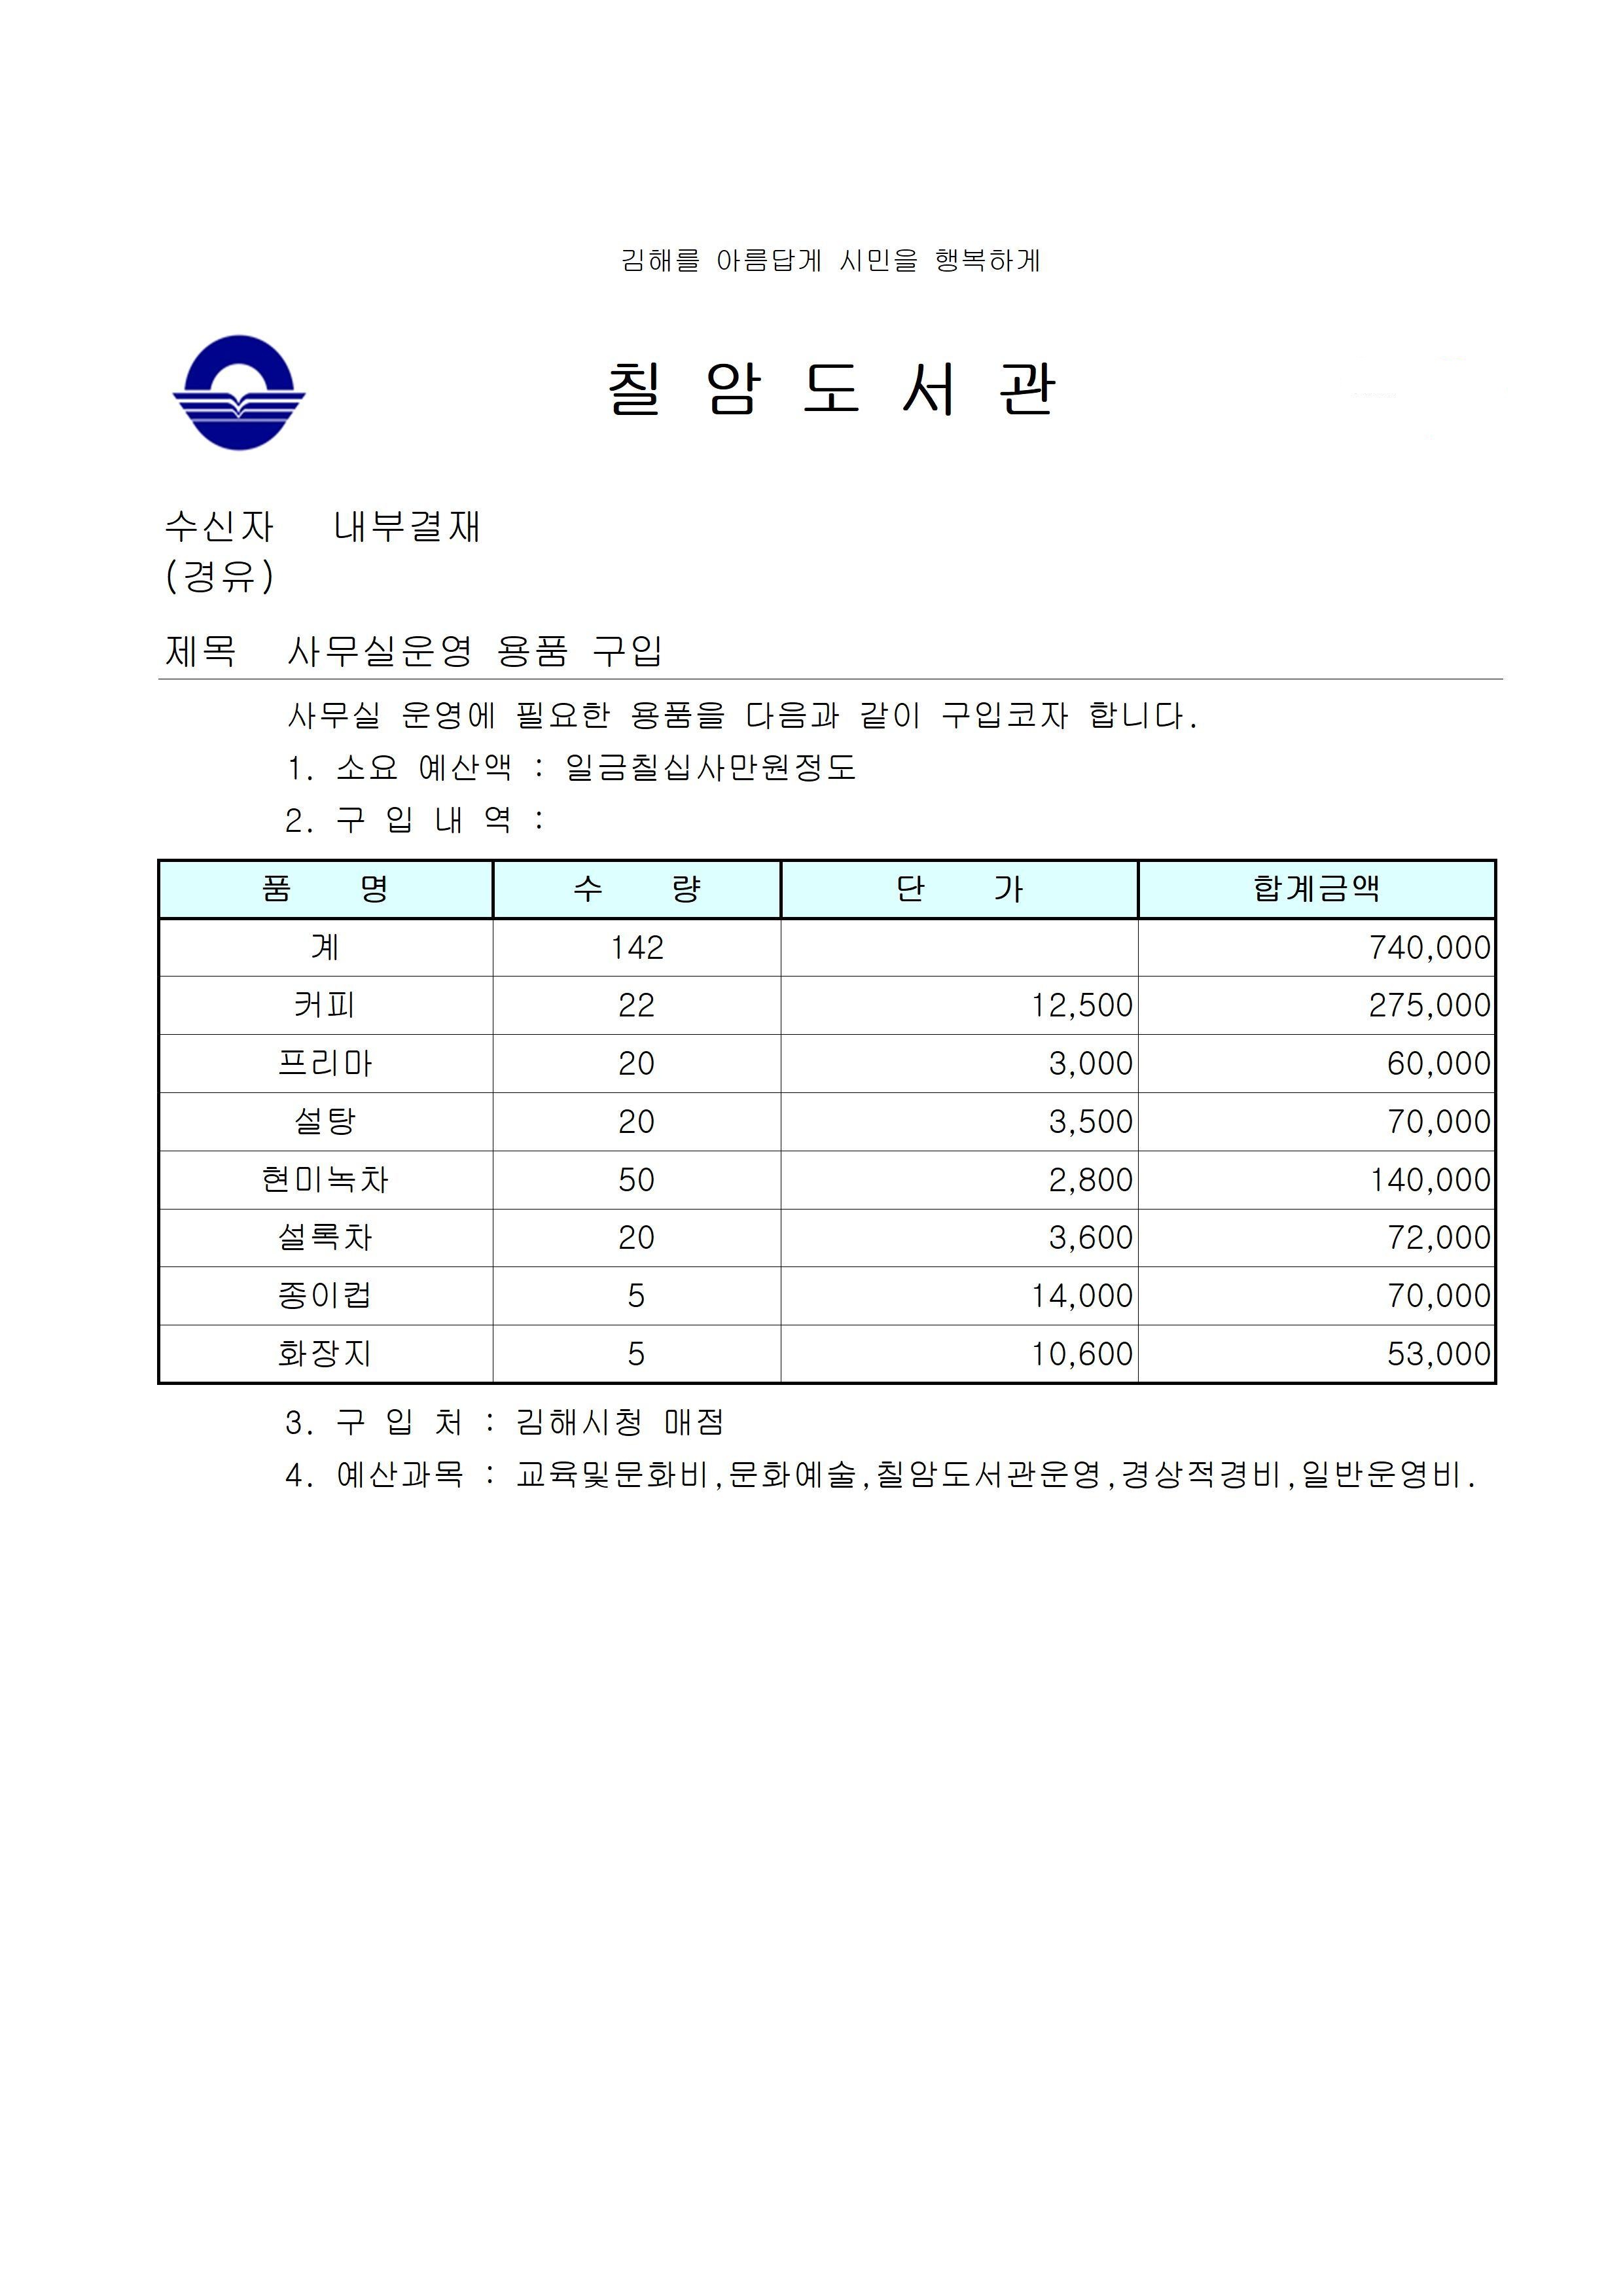 김해를 아름답게 시민을 행복하게
칠 암 도 서 관
수신자 내부결재
(경유)
제목 사무실운영 용품 구입
사무실 운영에 필요한 용품을 다음과 같이 구입코자 합니다.
1. 소요 예산액 : 일금칠십사만원정도
2. 구 입 내 역 :
품 명 수 량 단 가 합계금액
계 142 740,000
커피 22 12,500 275,000
프리마 20 3,000 60,000
설탕 20 3,500 70,000
현미녹차 50 2,800 140,000
설록차 20 3,600 72,000
종이컵 5 14,000 70,000
화장지 5 10,600 53,000
3. 구 입 처 : 김해시청 매점
4. 예산과목 : 교육및문화비,문화예술,칠암도서관운영,경상적경비,일반운영비.